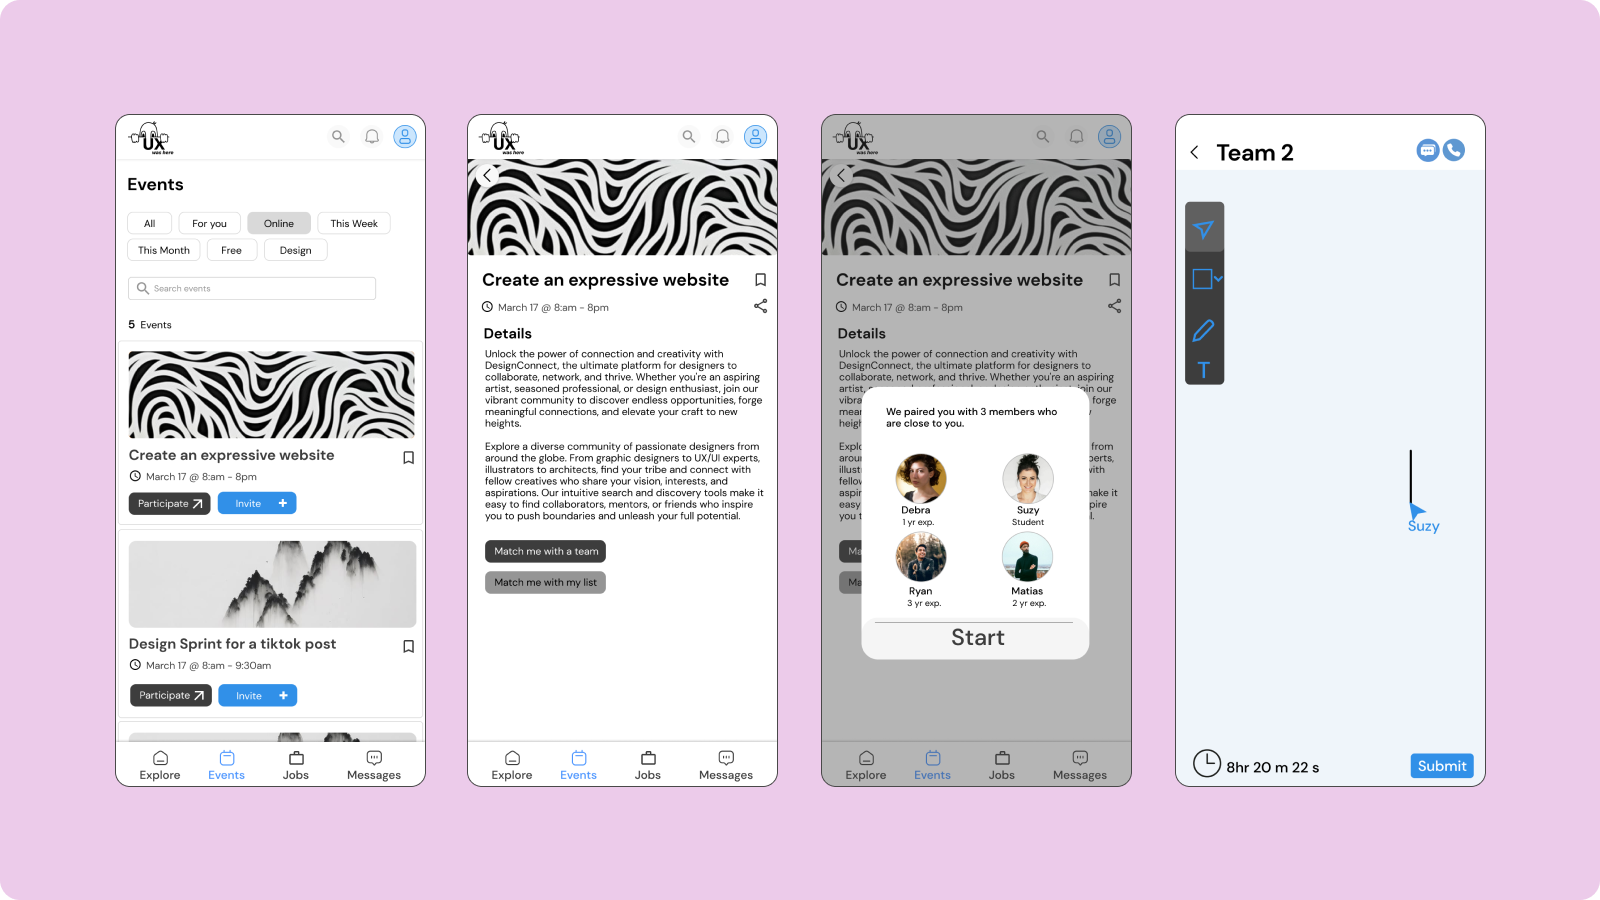 UX
was here
Events
All
For you
Online
This Week
This Month
Free
Design
Search events
5 Events
Create an expressive website
March 17 @ 8:am - 8pm
Participate
Invite +
Design Sprint for a tiktok post
March 17 @ 8:am - 9:30am
Participate
Invite +
Explore
Events
Jobs
Messages
UX
was here
Create an expressive website
March 17 @ 8:am - 8pm
Details
Unlock the power of connection and creativity with
DesignConnect, the ultimate platform for designers to
collaborate, network, and thrive. Whether you're an aspiring
artist, seasoned professional, or design enthusiast, join our
vibrant community to discover endless opportunities, forge
meaningful connections, and elevate your craft to new
heights.
Explore a diverse community of passionate designers from
around the globe. From graphic designers to UX/UI experts,
illustrators to architects, find your tribe and connect with
fellow creatives who share your vision, interests, and
aspirations. Our intuitive search and discovery tools make it
easy to find collaborators, mentors, or friends who inspire
you to push boundaries and unleash your full potential.
Match me with a team
Match me with my list
Explore
Events
Jobs
Messages
UX
was here
Create an expressive website
March 17 @ 8:am - 8pm
Details
Unlock the power of connection and creativity with
DesignConnect, the ultimate platform for designers to
collaborate, network, and thrive. Whether you're an aspiring
We paired you with 3 members who
are close to you.
Debra
1 yr exp.
Suzy
Student
Ryan
3 yr exp.
Matias
2 yr exp.
Start
Explore
Events
Jobs
Messages
Team 2
T
Suzy
8hr 20 m 22 s
Submit